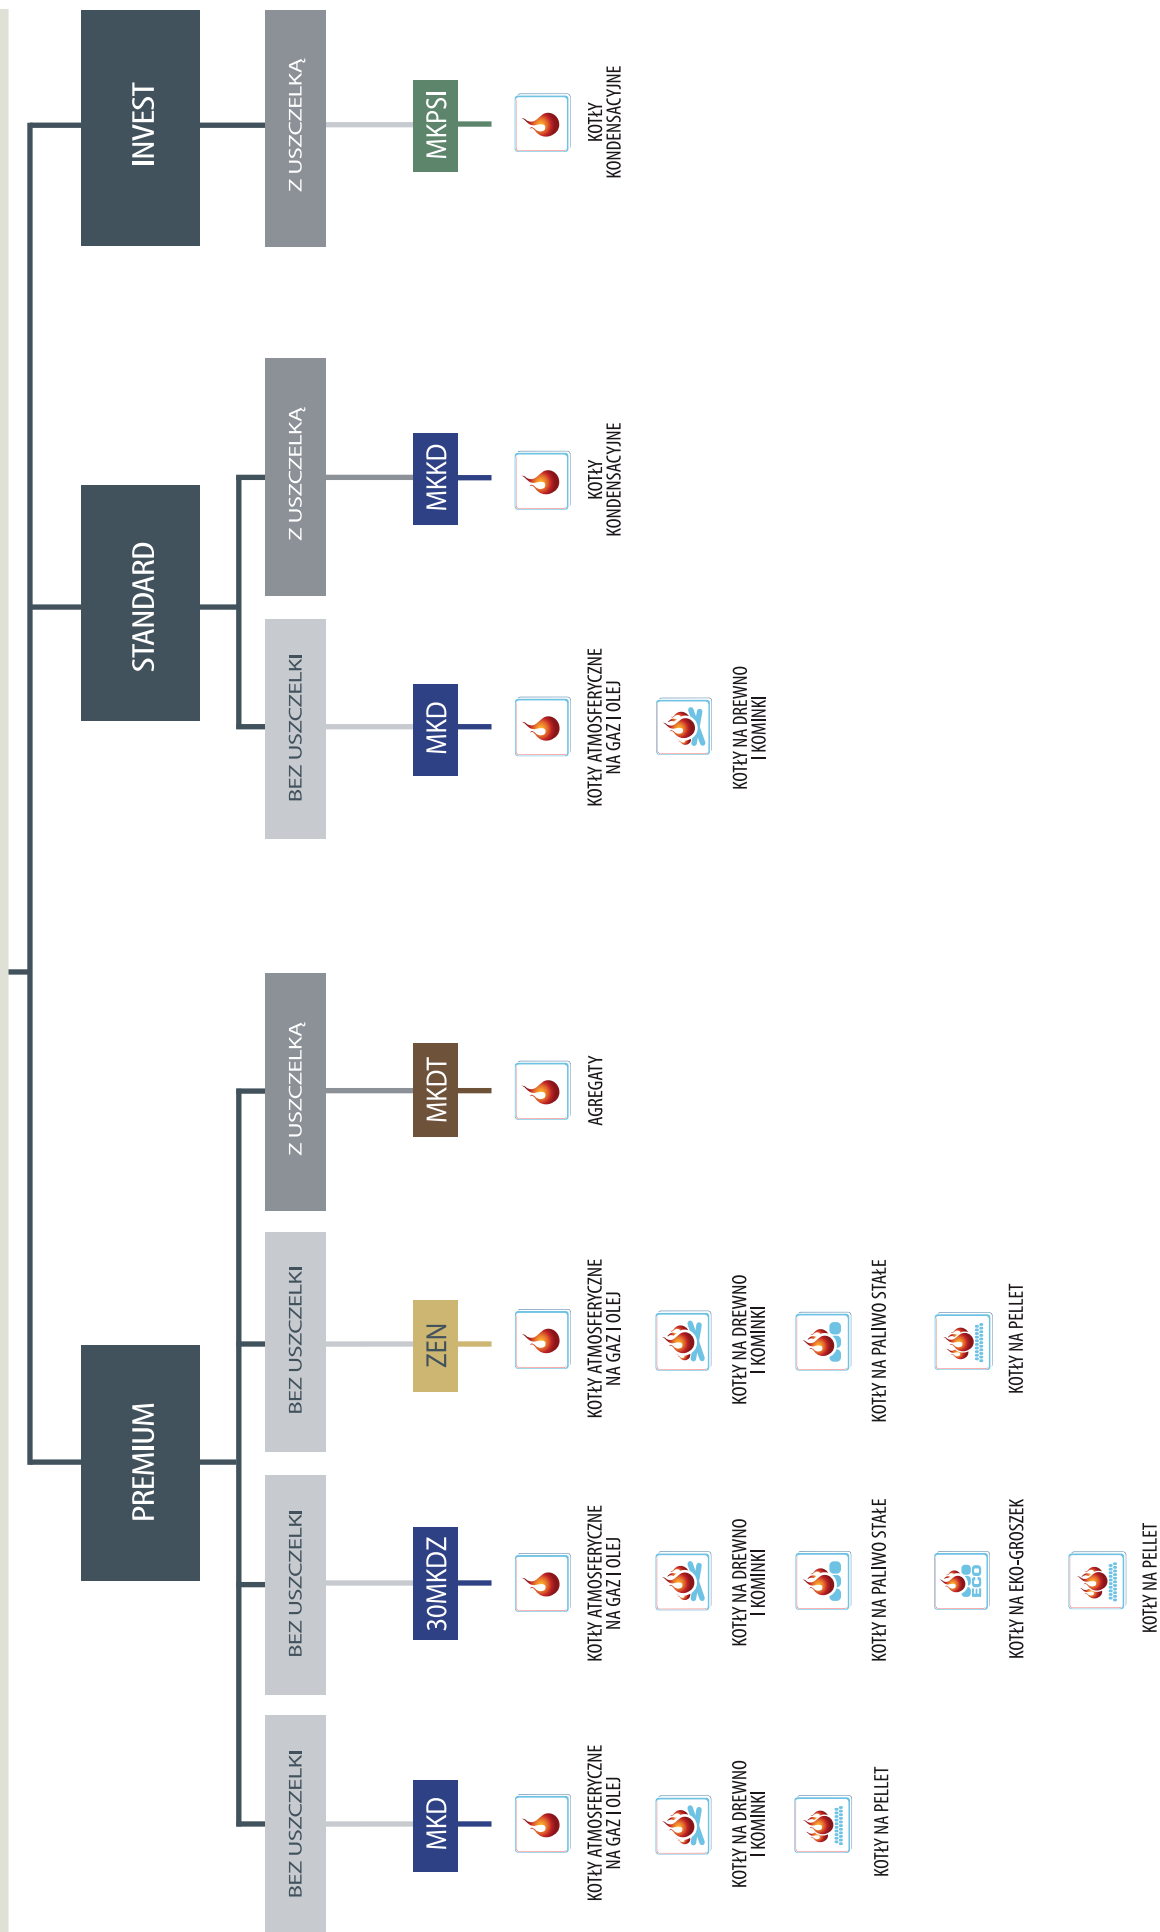 PREMIUM
STANDARD
INVEST
BEZ USZCZELKI
BEZ USZCZELKI
BEZ USZCZELKI
Z USZCZELKĄ
BEZ USZCZELKI
Z USZCZELKĄ
Z USZCZELKĄ
MKD
30MKDZ
ZEN
MKDT
MKD
MKKD
MKPSI
KOTŁY ATMOSFERYCZNE
NA GAZ I OLEJ
KOTŁY ATMOSFERYCZNE
NA GAZ I OLEJ
KOTŁY ATMOSFERYCZNE
NA GAZ I OLEJ
AGREGATY
KOTŁY ATMOSFERYCZNE
NA GAZ I OLEJ
KOTŁY
KONDENSACYJNE
KOTŁY
KONDENSACYJNE
KOTŁY NA DREWNO
I KOMINKI
KOTŁY NA DREWNO
I KOMINKI
KOTŁY NA DREWNO
I KOMINKI
KOTŁY NA DREWNO
I KOMINKI
KOTŁY NA PELLET
KOTŁY NA PALIWO STAŁE
KOTŁY NA PALIWO STAŁE
ECO
KOTŁY NA EKO-GROSZEK
KOTŁY NA PELLET
KOTŁY NA PELLET